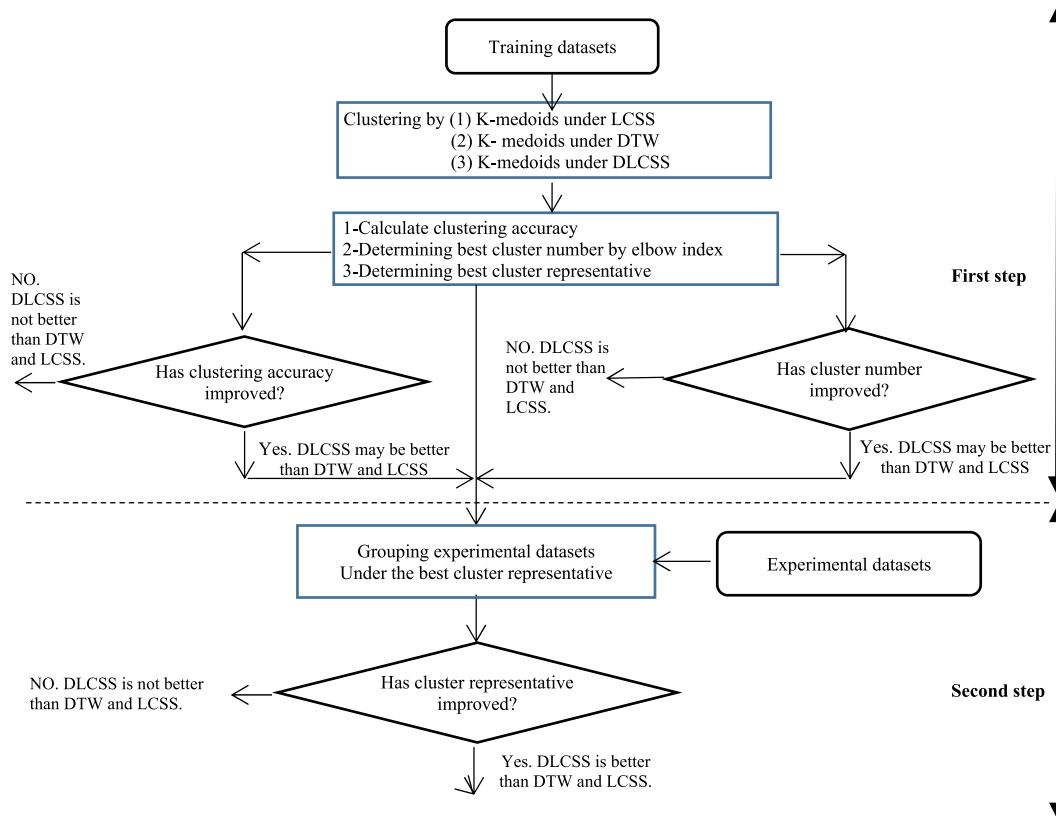 Training datasets
Clustering by (1) K-medoids under LCSS
(2) K- medoids under DTW
(3) K-medoids under DLCSS
1-Calculate clustering accuracy
2-Determining best cluster number by elbow index
3-Determining best cluster representative
First step
NO.
DLCSS is
not better
than DTW
and LCSS.
Has clustering accuracy
improved?
NO. DLCSS is
not better than
DTW and
LCSS.
Has cluster number
improved?
Yes. DLCSS may be better
than DTW and LCSS
Yes. DLCSS may be better
than DTW and LCSS
Grouping experimental datasets
Under the best cluster representative
Experimental datasets
NO. DLCSS is not better
than DTW and LCSS.
Has cluster representative
improved?
Second step
Yes. DLCSS is better
than DTW and LCSS.